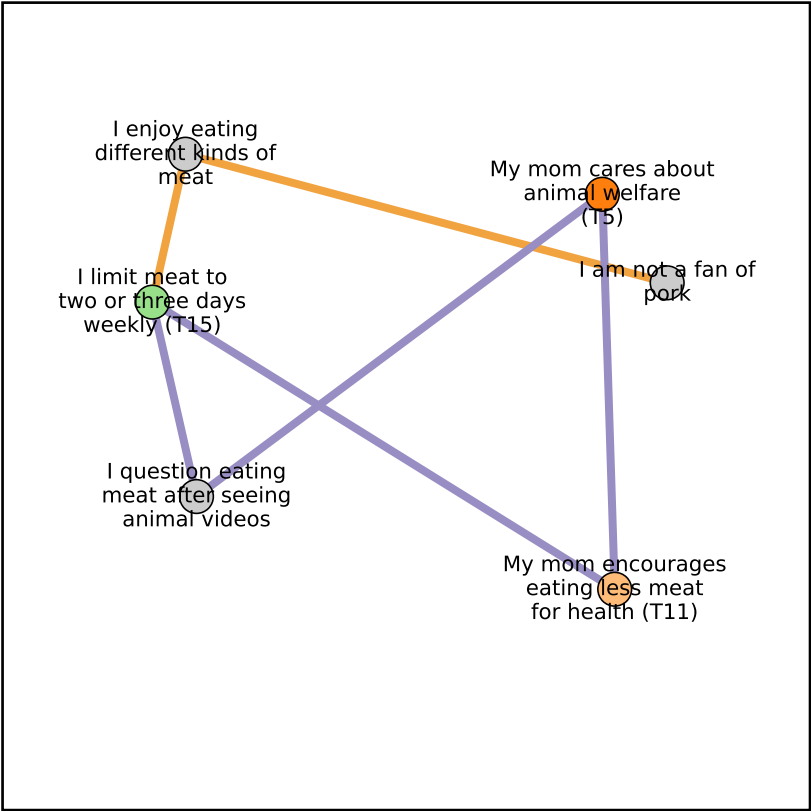 I enjoy eating
different kinds of
meat
My mom cares about
animal welfare
(T5)
I am not a fan of
pork
I limit meat to
two or three days
weekly (T15)
I question eating
meat after seeing
animal videos
My mom encourages
eating less meat
for health (T11)